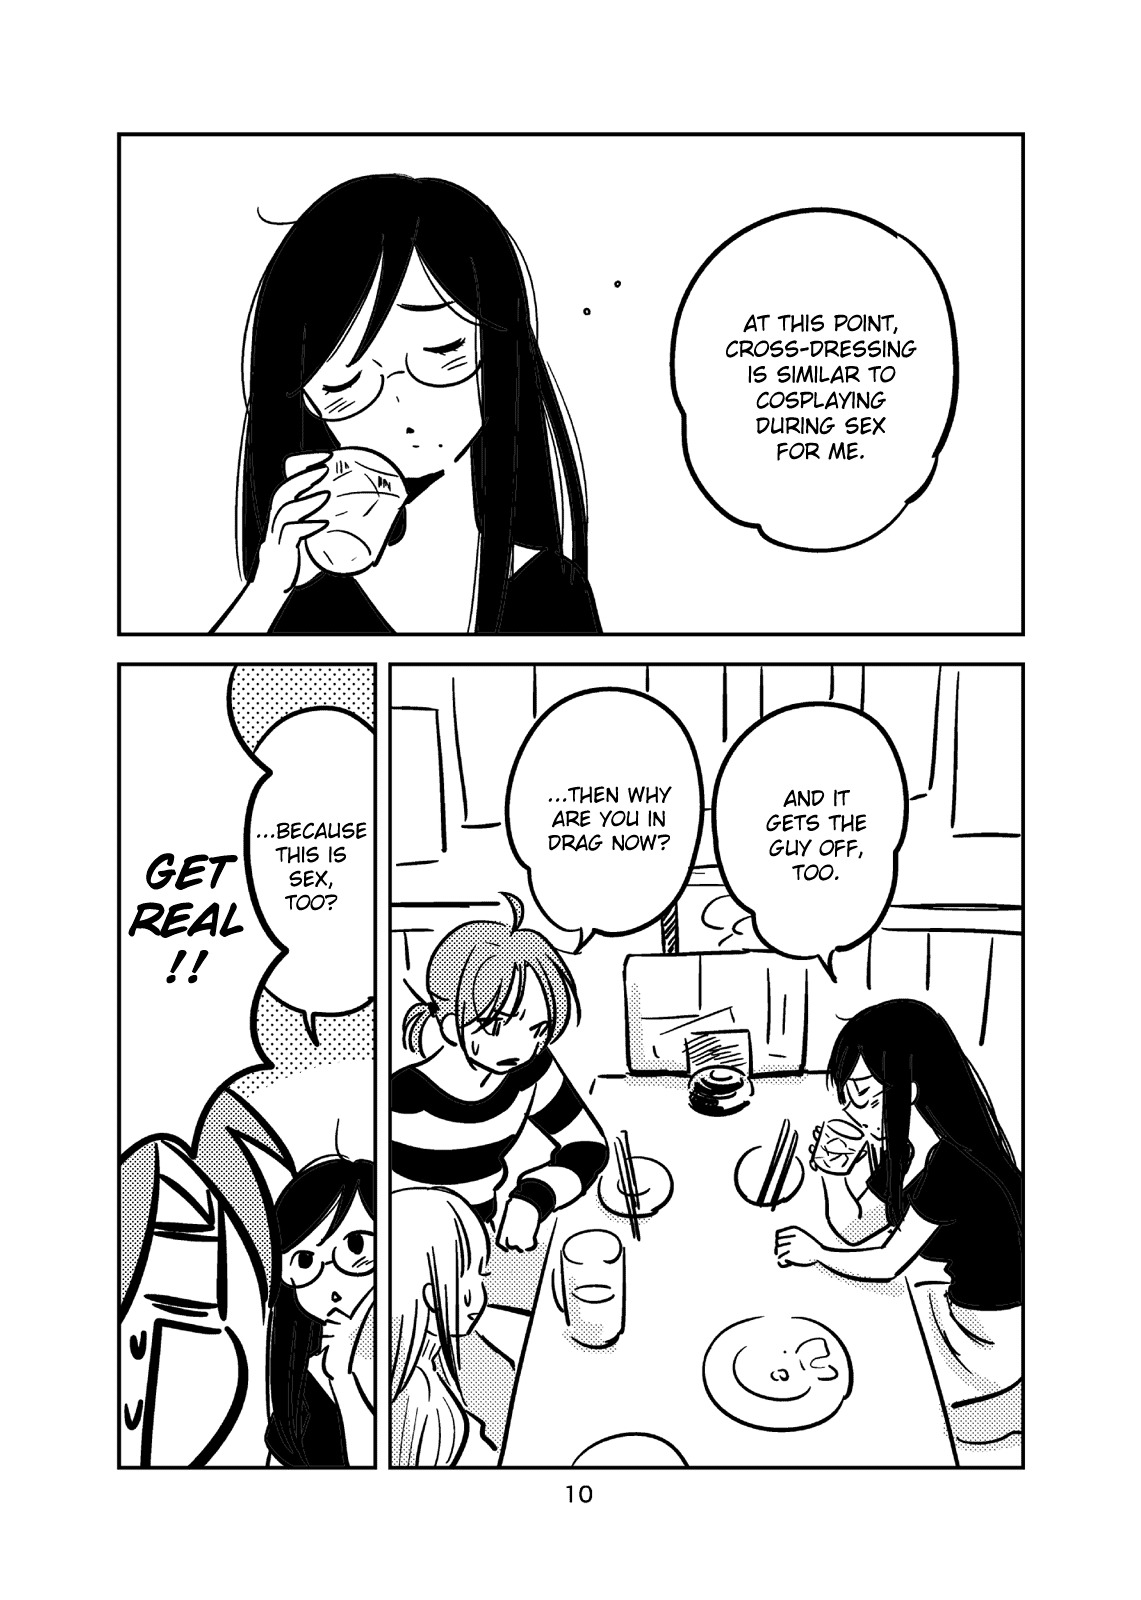 AT THIS POINT,
CROSS-DRESSING
IS SIMILAR TO
COSPLAYING
DURING SEX
FOR ME.
AND IT
GETS THE
GUY OFF,
TOO.
...THEN WHY
ARE YOU IN
DRAG NOW?
...BECAUSE
THIS IS
SEX,
TOO?
GET
REAL
!!
10